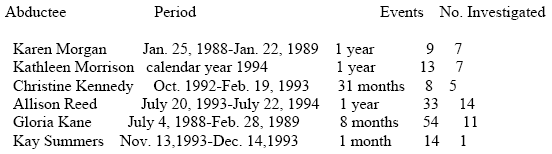 Abductee Period Events No. Investigated
Karen Morgan Jan. 25, 1988-Jan. 22, 1989 1 year 9 7
Kathleen Morrison calendar year 1994 1 year 13 7
Christine Kennedy Oct. 1992-Feb. 19, 1993 31 months 8 5
Allison Reed July 20, 1993-July 22, 1994 1 year 33 14
Gloria Kane July 4, 1988-Feb. 28, 1989 8 months 54 11
Kay Summers Nov. 13,1993-Dec. 14,1993 1 month 14 1